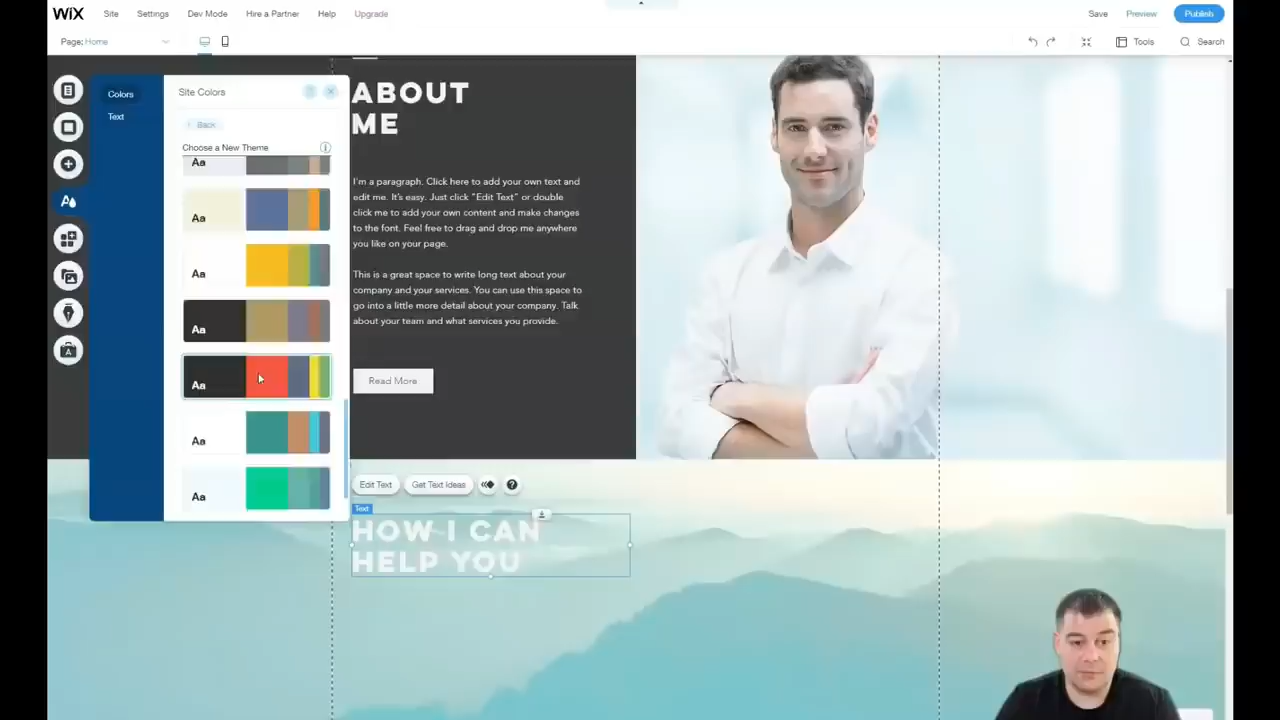 WiX Site Settings Dev Mode Hire a Partner Help Upgrade Save Preview Publish
Page: Home Tools Search
Colors
Text
Site Colors
Back
Choose a New Theme
Aa
Aa
Aa
Aa
Aa
Aa
Aa
ABOUT
ME
I'm a paragraph. Click here to add your own text and
edit me. It's easy. Just click "Edit Text" or double
click me to add your own content and make changes
to the font. Feel free to drag and drop me anywhere
you like on your page.
This is a great space to write long text about your
company and your services. You can use this space to
go into a little more detail about your company. Talk
about your team and what services you provide.
Read More
Edit Text Get Text Ideas ?
Text
HOW I CAN
HELP YOU